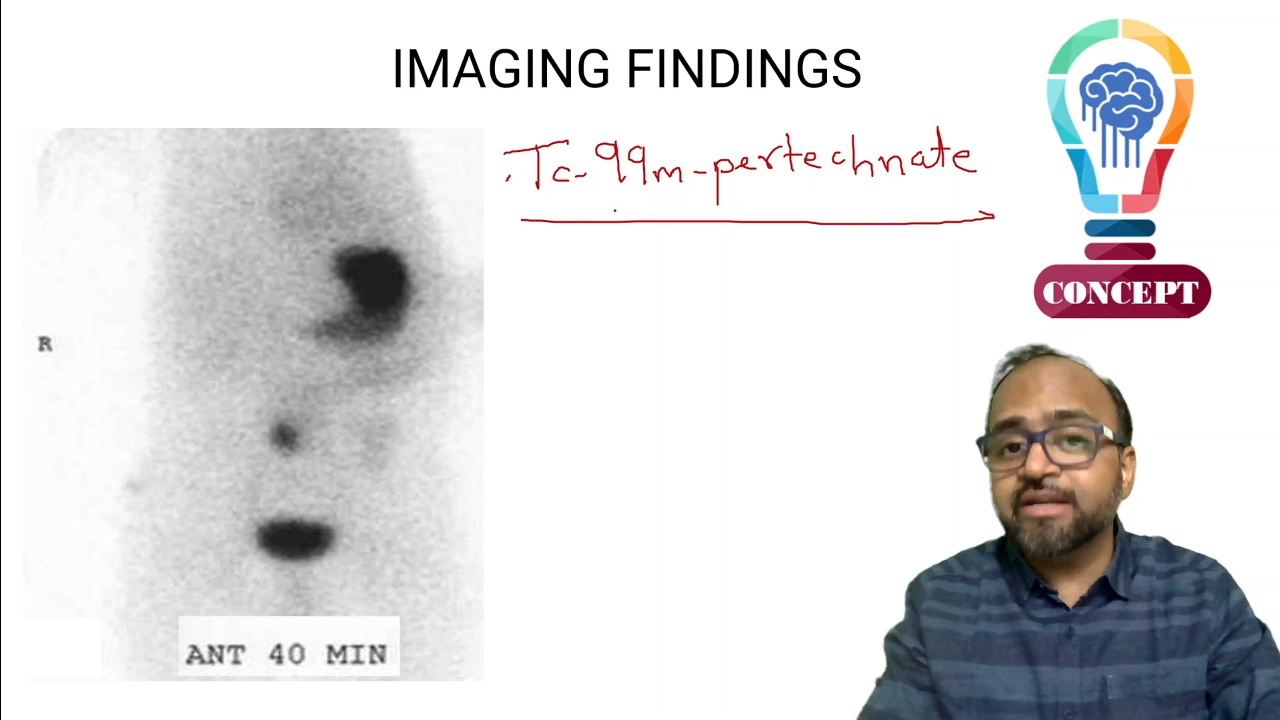 IMAGING FINDINGS
.Tc-99m-pertechnate
CONCEPT
R
ANT 40 MIN